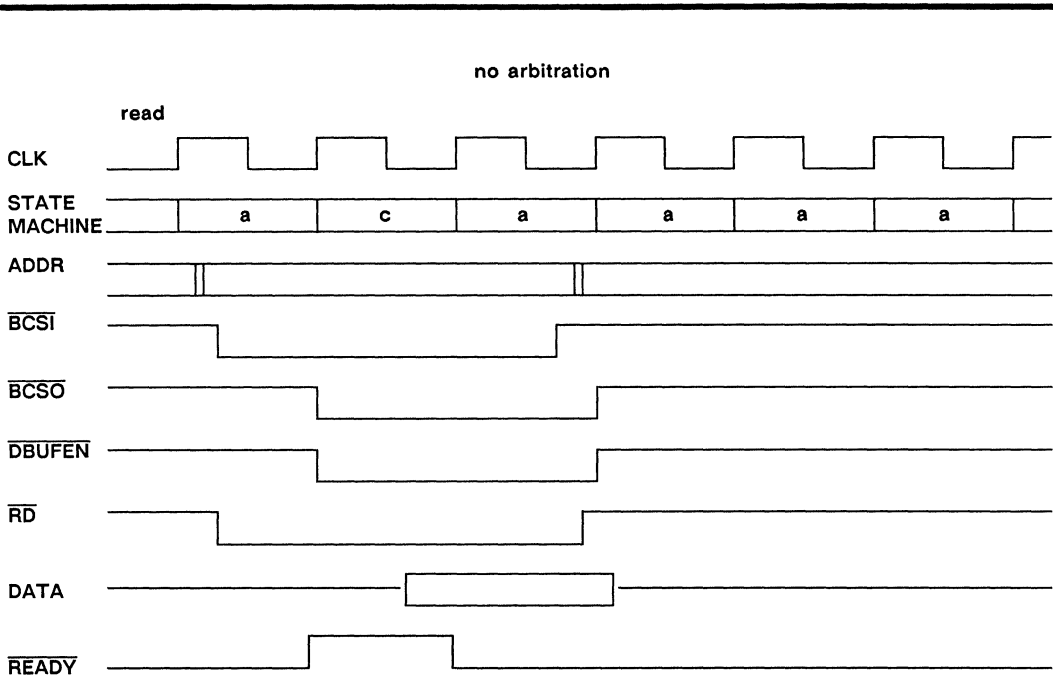 no arbitration
read
CLK
STATE
MACHINE
a c a a a a
ADDR
BCSI
BCSO
DBUFEN
RD
DATA
READY